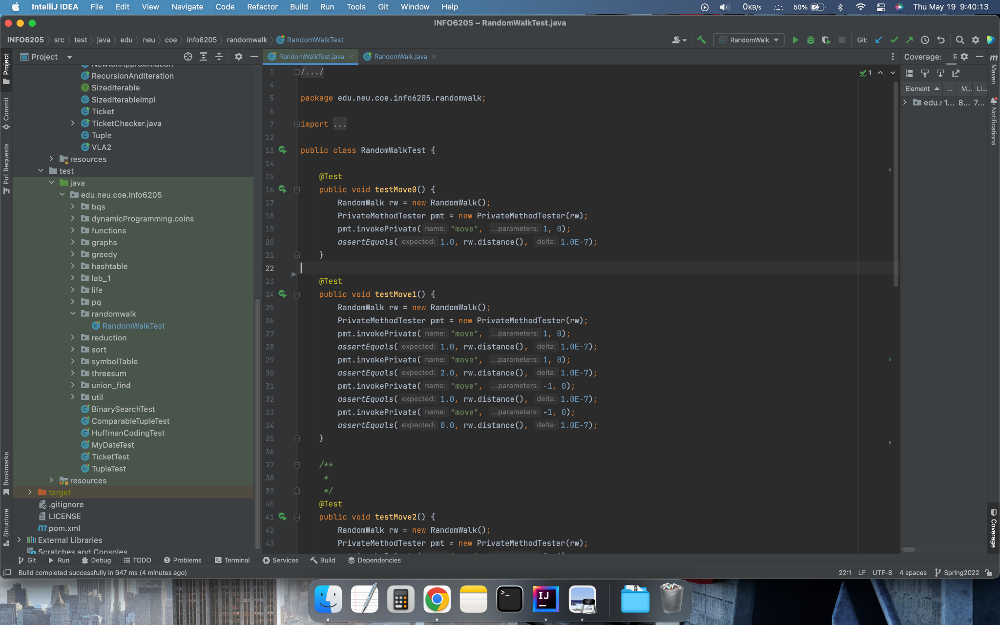 IntelliJ IDEA File Edit View Navigate Code Refactor Build Run Tools Git Window Help 0KB/s 50% Thu May 19 9:40:13
INFO6205 – RandomWalkTest.java
INFO6205 src test java edu neu coe info6205 randomwalk RandomWalkTest RandomWalk Git:
Project
RandomWalkTest.java RandomWalk.java
Coverage: R
Element ... M... Li...
edu.r 1... 8... 7...
1
Project
Commit
Pull Requests
Bookmarks
Structure
Maven
Notifications
Coverage
NewtonApproximation
RecursionAndIteration
SizedIterable
SizedIterableImpl
Ticket
TicketChecker.java
Tuple
VLA2
resources
test
java
edu.neu.coe.info6205
bqs
dynamicProgramming.coins
functions
graphs
greedy
hashtable
lab_1
life
pq
randomwalk
RandomWalkTest
reduction
sort
symbolTable
threesum
union_find
util
BinarySearchTest
ComparableTupleTest
HuffmanCodingTest
MyDateTest
TicketTest
TupleTest
resources
target
.gitignore
LICENSE
pom.xml
External Libraries
Scratches and Consoles
1 /.../
4
5 package edu.neu.coe.info6205.randomwalk;
6
7 import ...
12
13 public class RandomWalkTest {
14
15 @Test
16 public void testMove0() {
17 RandomWalk rw = new RandomWalk();
18 PrivateMethodTester pmt = new PrivateMethodTester(rw);
19 pmt.invokePrivate( name: "move", ...parameters: 1, 0);
20 assertEquals( expected: 1.0, rw.distance(), delta: 1.0E-7);
21 }
22
23 @Test
24 public void testMove1() {
25 RandomWalk rw = new RandomWalk();
26 PrivateMethodTester pmt = new PrivateMethodTester(rw);
27 pmt.invokePrivate( name: "move", ...parameters: 1, 0);
28 assertEquals( expected: 1.0, rw.distance(), delta: 1.0E-7);
29 pmt.invokePrivate( name: "move", ...parameters: 1, 0);
30 assertEquals( expected: 2.0, rw.distance(), delta: 1.0E-7);
31 pmt.invokePrivate( name: "move", ...parameters: -1, 0);
32 assertEquals( expected: 1.0, rw.distance(), delta: 1.0E-7);
33 pmt.invokePrivate( name: "move", ...parameters: -1, 0);
34 assertEquals( expected: 0.0, rw.distance(), delta: 1.0E-7);
35 }
36
37 /**
38 *
39 */
40 @Test
41 public void testMove2() {
42 RandomWalk rw = new RandomWalk();
43 PrivateMethodTester pmt = new PrivateMethodTester(rw);
Git Run Debug TODO Problems Terminal Services Build Dependencies
Build completed successfully in 947 ms (4 minutes ago) 22:1 LF UTF-8 4 spaces Spring2022
IJ